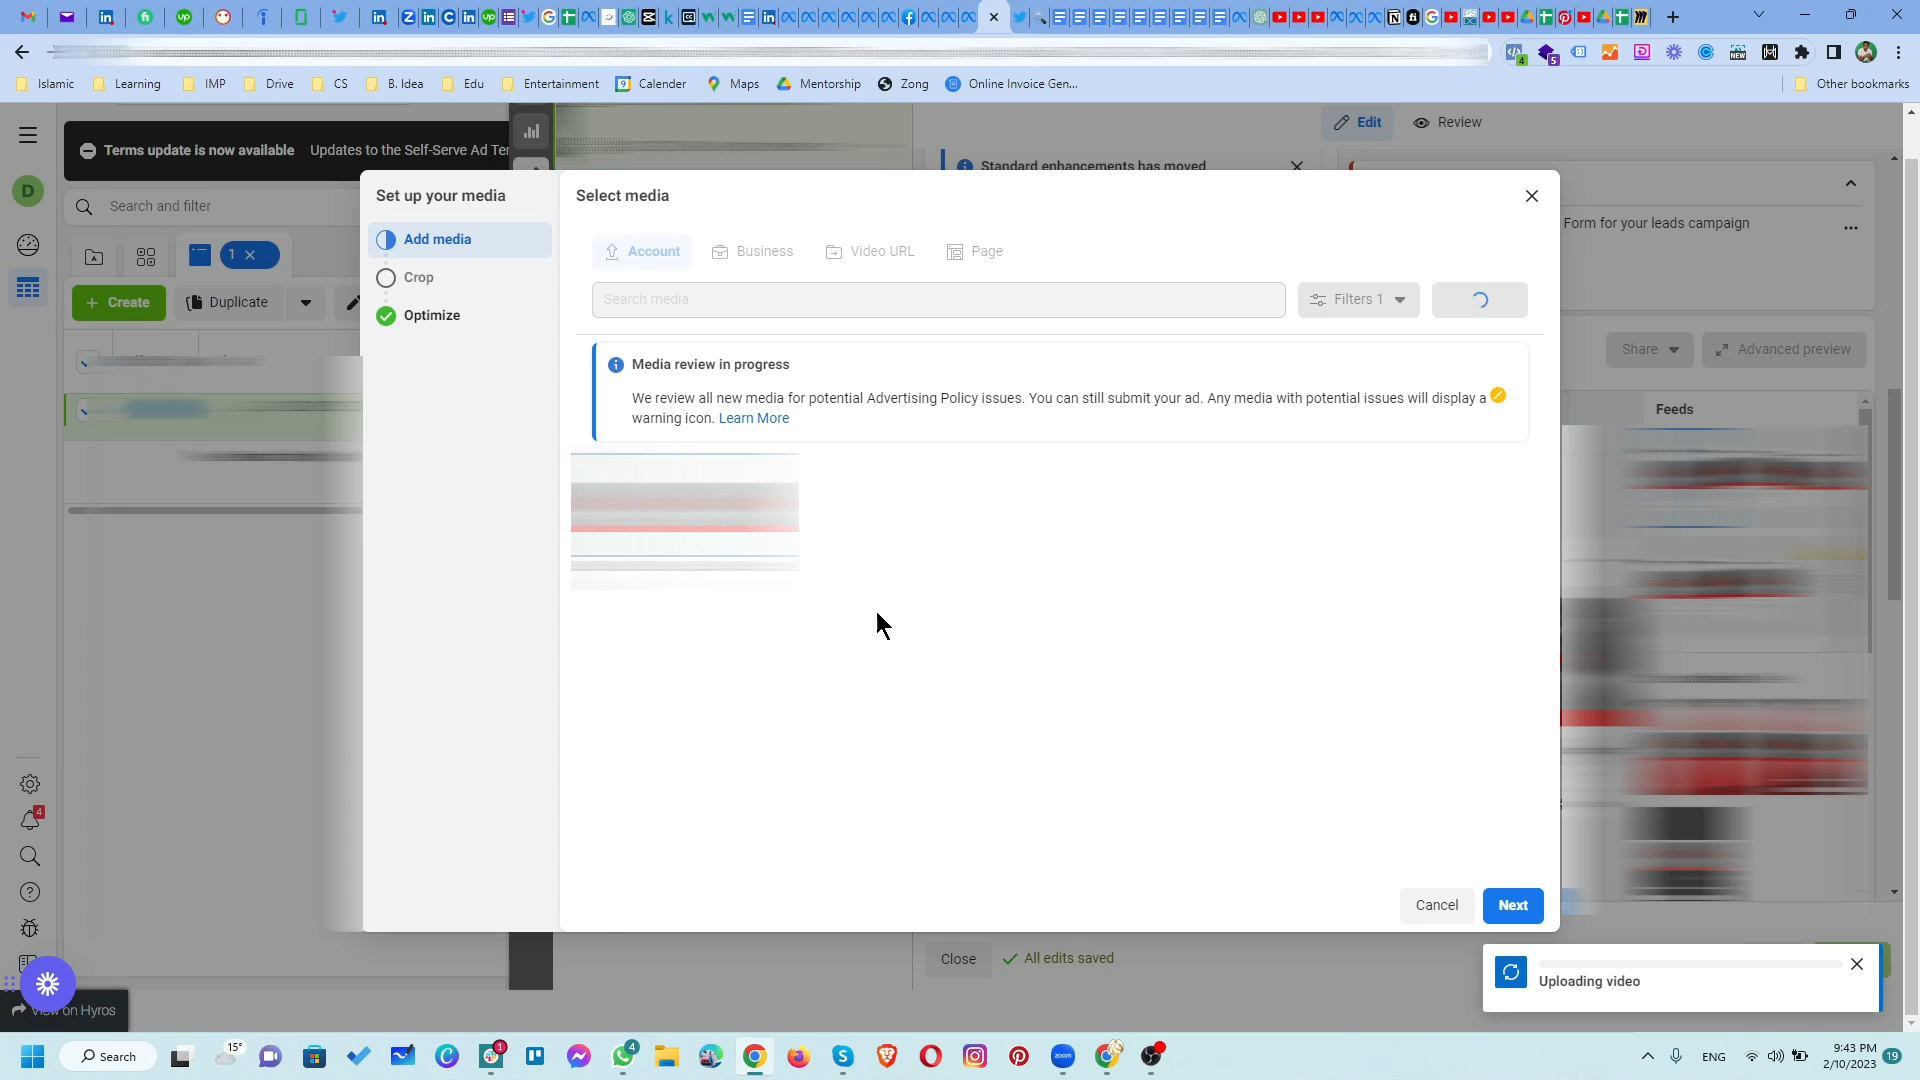 Islamic
Learning
IMP
Drive
CS
B. Idea
Edu
Entertainment
Calender
Maps
Mentorship
Zong
Online Invoice Gen...
Other bookmarks
Terms update is now available Updates to the Self-Serve Ad Ter
Edit
Review
Standard enhancements has moved
D
Search and filter
Set up your media
Select media
Form for your leads campaign
Add media
Crop
Optimize
Account
Business
Video URL
Page
1
Create
Duplicate
Search media
Filters 1
Share
Advanced preview
Media review in progress
We review all new media for potential Advertising Policy issues. You can still submit your ad. Any media with potential issues will display a
warning icon. Learn More
Feeds
Cancel
Next
Close
All edits saved
Uploading video
on Hyros
Search
15°
ENG
9:43 PM
2/10/2023
19